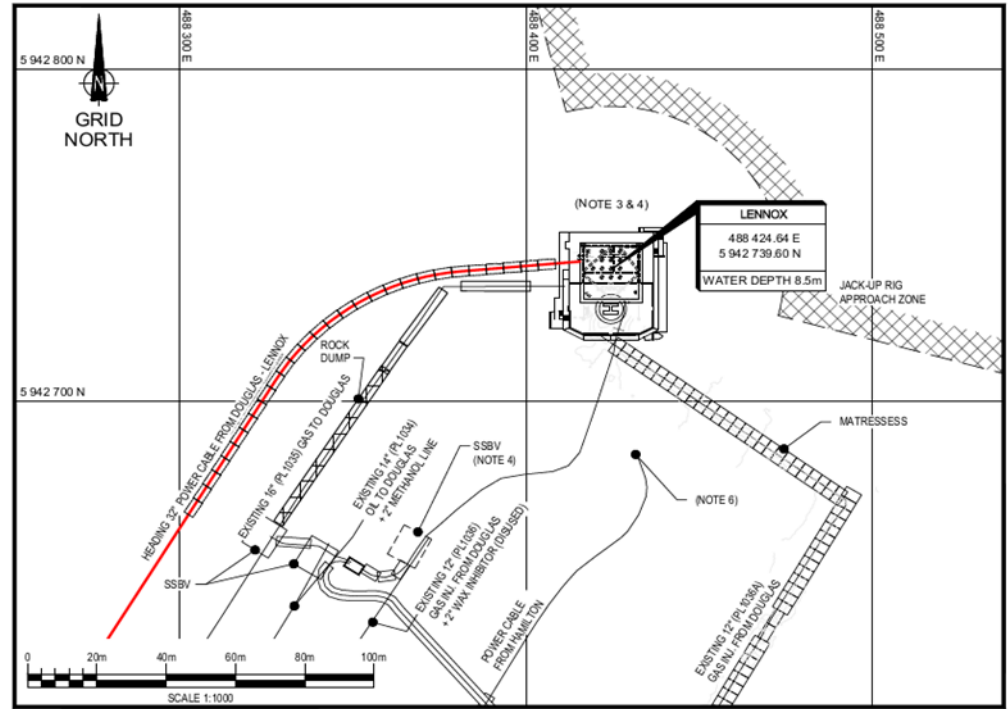 488 300 E
488 400 E
488 500 E
5 942 800 N
N
GRID
NORTH
(NOTE 3 & 4)
LENNOX
488 424.64 E
5 942 739.60 N
WATER DEPTH 8.5m
JACK-UP RIG
APPROACH ZONE
H
ROCK
DUMP
5 942 700 N
HEADING 32° POWER CABLE FROM DOUGLAS - LENNOX
EXISTING 16" (PL1035) GAS TO DOUGLAS
EXISTING 14" (PL1034)
OIL TO DOUGLAS
+ 2" METHANOL LINE
SSBV
(NOTE 4)
MATRESSESS
(NOTE 6)
SSBV
EXISTING 12" (PL1036)
GAS INJ. FROM DOUGLAS
+ 2" WAX INHIBITOR (DISUSED)
POWER CABLE
FROM HAMILTON
EXISTING 12" (PL1036A)
GAS INJ. FROM DOUGLAS
0 20m 40m 60m 80m 100m
SCALE 1:1000